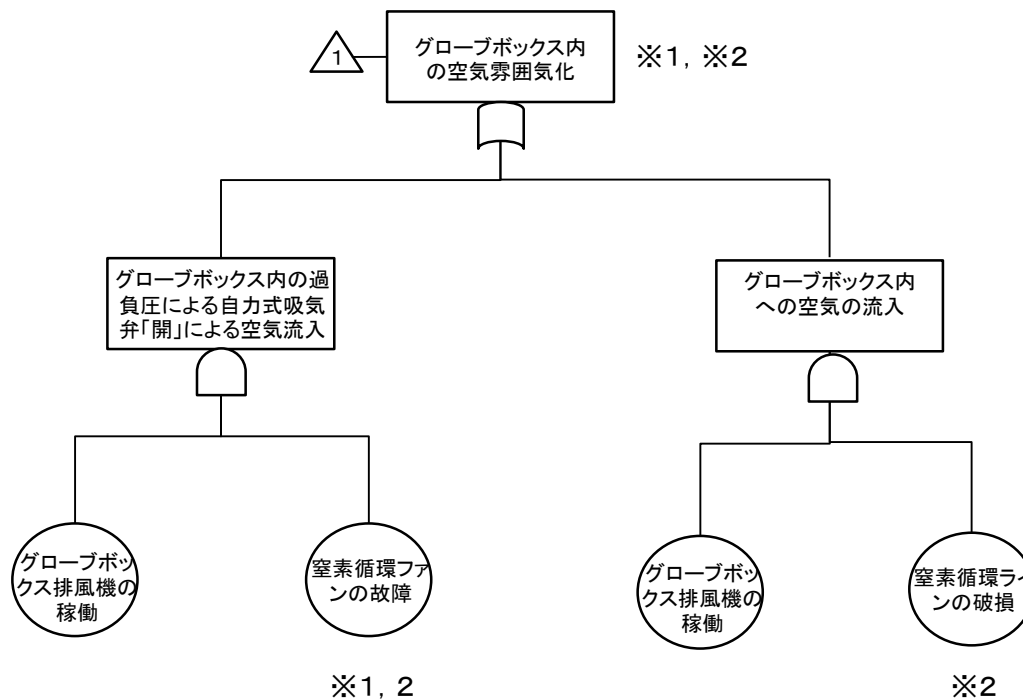 1
グローブボックス内
の空気雰囲気化
※1, ※2
グローブボックス内の過
負圧による自力式吸気
弁「開」による空気流入
グローブボックス内
への空気の流入
グローブボッ
クス排風機の
稼働
窒素循環ファ
ンの故障
グローブボッ
クス排風機の
稼働
窒素循環ライ
ンの破損
※1, 2
※2